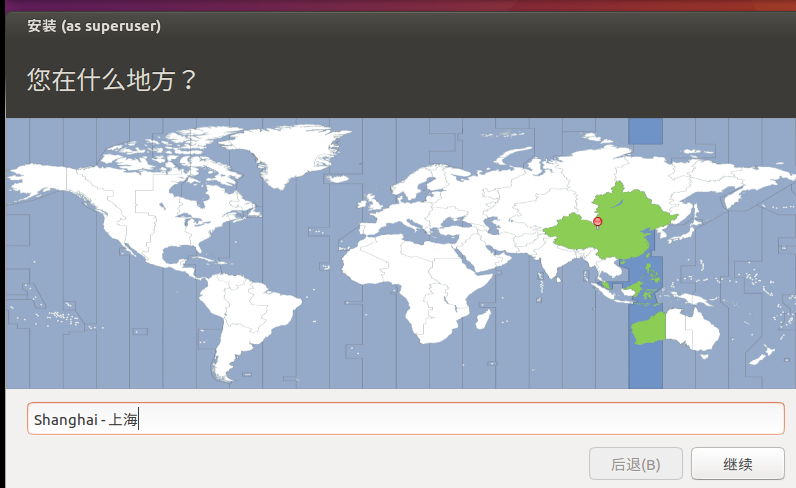 安装 (as superuser)
您在什么地方？
Shanghai - 上海
后退(B)
继续